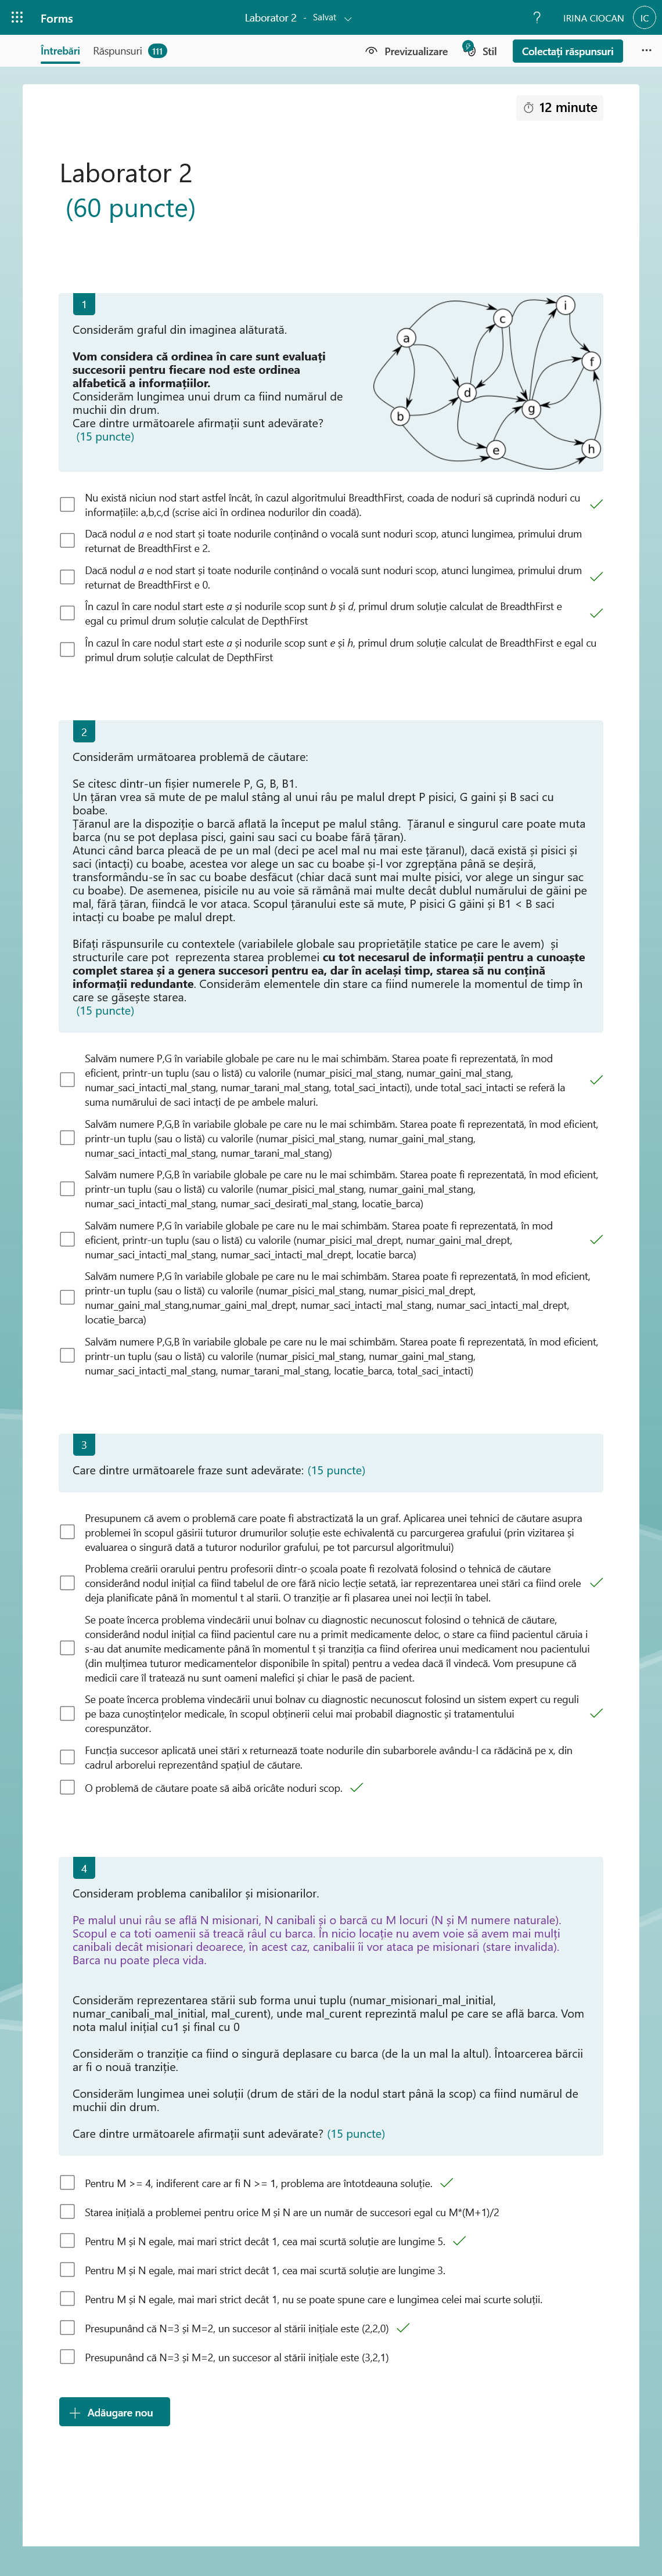 Forms
Laborator 2 - Salvat
?
IRINA CIOCAN
IC
Întrebări
Răspunsuri 111
Previzualizare
Stil
Colectați răspunsuri
12 minute
Laborator 2
(60 puncte)
1
Considerăm graful din imaginea alăturată.
Vom considera că ordinea în care sunt evaluați
succesorii pentru fiecare nod este ordinea
alfabetică a informațiilor.
Considerăm lungimea unui drum ca fiind numărul de
muchii din drum.
Care dintre următoarele afirmații sunt adevărate?
(15 puncte)
a
b
c
d
e
f
g
h
i
Nu există niciun nod start astfel încât, în cazul algoritmului BreadthFirst, coada de noduri să cuprindă noduri cu
informațiile: a,b,c,d (scrise aici în ordinea nodurilor din coadă).
Dacă nodul a e nod start și toate nodurile conținând o vocală sunt noduri scop, atunci lungimea, primului drum
returnat de BreadthFirst e 2.
Dacă nodul a e nod start și toate nodurile conținând o vocală sunt noduri scop, atunci lungimea, primului drum
returnat de BreadthFirst e 0.
În cazul în care nodul start este a și nodurile scop sunt b și d, primul drum soluție calculat de BreadthFirst e
egal cu primul drum soluție calculat de DepthFirst
În cazul în care nodul start este a și nodurile scop sunt e și h, primul drum soluție calculat de BreadthFirst e egal cu
primul drum soluție calculat de DepthFirst
2
Considerăm următoarea problemă de căutare:
Se citesc dintr-un fișier numerele P, G, B, B1.
Un țăran vrea să mute de pe malul stâng al unui râu pe malul drept P pisici, G gaini și B saci cu
boabe.
Țăranul are la dispoziție o barcă aflată la început pe malul stâng. Țăranul e singurul care poate muta
barca (nu se pot deplasa pisci, gaini sau saci cu boabe fără țăran).
Atunci când barca pleacă de pe un mal (deci pe acel mal nu mai este țăranul), dacă există și pisici și
saci (intacți) cu boabe, acestea vor alege un sac cu boabe și-l vor zgrepțăna până se deșiră,
transformându-se în sac cu boabe desfăcut (chiar dacă sunt mai multe pisici, vor alege un singur sac
cu boabe). De asemenea, pisicile nu au voie să rămână mai multe decât dublul numărului de găini pe
mal, fără țăran, fiindcă le vor ataca. Scopul țăranului este să mute, P pisici G găini și B1 < B saci
intacți cu boabe pe malul drept.
Bifați răspunsurile cu contextele (variabilele globale sau proprietățile statice pe care le avem) și
structurile care pot reprezenta starea problemei cu tot necesarul de informații pentru a cunoaște
complet starea și a genera succesori pentru ea, dar în același timp, starea să nu conțină
informații redundante. Considerăm elementele din stare ca fiind numerele la momentul de timp în
care se găsește starea.
(15 puncte)
Salvăm numere P,G în variabile globale pe care nu le mai schimbăm. Starea poate fi reprezentată, în mod
eficient, printr-un tuplu (sau o listă) cu valorile (numar_pisici_mal_stang, numar_gaini_mal_stang,
numar_saci_intacti_mal_stang, numar_tarani_mal_stang, total_saci_intacti), unde total_saci_intacti se referă la
suma numărului de saci intacți de pe ambele maluri.
Salvăm numere P,G,B în variabile globale pe care nu le mai schimbăm. Starea poate fi reprezentată, în mod eficient,
printr-un tuplu (sau o listă) cu valorile (numar_pisici_mal_stang, numar_gaini_mal_stang,
numar_saci_intacti_mal_stang, numar_tarani_mal_stang)
Salvăm numere P,G,B în variabile globale pe care nu le mai schimbăm. Starea poate fi reprezentată, în mod eficient,
printr-un tuplu (sau o listă) cu valorile (numar_pisici_mal_stang, numar_gaini_mal_stang,
numar_saci_intacti_mal_stang, numar_saci_desirati_mal_stang, locatie_barca)
Salvăm numere P,G în variabile globale pe care nu le mai schimbăm. Starea poate fi reprezentată, în mod
eficient, printr-un tuplu (sau o listă) cu valorile (numar_pisici_mal_drept, numar_gaini_mal_drept,
numar_saci_intacti_mal_stang, numar_saci_intacti_mal_drept, locatie barca)
Salvăm numere P,G în variabile globale pe care nu le mai schimbăm. Starea poate fi reprezentată, în mod eficient,
printr-un tuplu (sau o listă) cu valorile (numar_pisici_mal_stang, numar_pisici_mal_drept,
numar_gaini_mal_stang,numar_gaini_mal_drept, numar_saci_intacti_mal_stang, numar_saci_intacti_mal_drept,
locatie_barca)
Salvăm numere P,G,B în variabile globale pe care nu le mai schimbăm. Starea poate fi reprezentată, în mod eficient,
printr-un tuplu (sau o listă) cu valorile (numar_pisici_mal_stang, numar_gaini_mal_stang,
numar_saci_intacti_mal_stang, numar_tarani_mal_stang, locatie_barca, total_saci_intacti)
3
Care dintre următoarele fraze sunt adevărate: (15 puncte)
Presupunem că avem o problemă care poate fi abstractizată la un graf. Aplicarea unei tehnici de căutare asupra
problemei în scopul găsirii tuturor drumurilor soluție este echivalentă cu parcurgerea grafului (prin vizitarea și
evaluarea o singură dată a tuturor nodurilor grafului, pe tot parcursul algoritmului)
Problema creării orarului pentru profesorii dintr-o școala poate fi rezolvată folosind o tehnică de căutare
considerând nodul inițial ca fiind tabelul de ore fără nicio lecție setată, iar reprezentarea unei stări ca fiind orele
deja planificate până în momentul t al starii. O tranziție ar fi plasarea unei noi lecții în tabel.
Se poate încerca problema vindecării unui bolnav cu diagnostic necunoscut folosind o tehnică de căutare,
considerând nodul inițial ca fiind pacientul care nu a primit medicamente deloc, o stare ca fiind pacientul căruia i
s-au dat anumite medicamente până în momentul t și tranziția ca fiind oferirea unui medicament nou pacientului
(din mulțimea tuturor medicamentelor disponibile în spital) pentru a vedea dacă îl vindecă. Vom presupune că
medicii care îl tratează nu sunt oameni malefici și chiar le pasă de pacient.
Se poate încerca problema vindecării unui bolnav cu diagnostic necunoscut folosind un sistem expert cu reguli
pe baza cunoștințelor medicale, în scopul obținerii celui mai probabil diagnostic și tratamentului
corespunzător.
Funcția succesor aplicată unei stări x returnează toate nodurile din subarborele avându-l ca rădăcină pe x, din
cadrul arborelui reprezentând spațiul de căutare.
O problemă de căutare poate să aibă oricâte noduri scop.
4
Consideram problema canibalilor și misionarilor.
Pe malul unui râu se află N misionari, N canibali și o barcă cu M locuri (N și M numere naturale).
Scopul e ca toti oamenii să treacă râul cu barca. În nicio locație nu avem voie să avem mai mulți
canibali decât misionari deoarece, în acest caz, canibalii îi vor ataca pe misionari (stare invalida).
Barca nu poate pleca vida.
Considerăm reprezentarea stării sub forma unui tuplu (numar_misionari_mal_initial,
numar_canibali_mal_initial, mal_curent), unde mal_curent reprezintă malul pe care se află barca. Vom
nota malul inițial cu1 și final cu 0
Considerăm o tranziție ca fiind o singură deplasare cu barca (de la un mal la altul). Întoarcerea bărcii
ar fi o nouă tranziție.
Considerăm lungimea unei soluții (drum de stări de la nodul start până la scop) ca fiind numărul de
muchii din drum.
Care dintre următoarele afirmații sunt adevărate? (15 puncte)
Pentru M >= 4, indiferent care ar fi N >= 1, problema are întotdeauna soluție.
Starea inițială a problemei pentru orice M și N are un număr de succesori egal cu M*(M+1)/2
Pentru M și N egale, mai mari strict decât 1, cea mai scurtă soluție are lungime 5.
Pentru M și N egale, mai mari strict decât 1, cea mai scurtă soluție are lungime 3.
Pentru M și N egale, mai mari strict decât 1, nu se poate spune care e lungimea celei mai scurte soluții.
Presupunând că N=3 și M=2, un succesor al stării inițiale este (2,2,0)
Presupunând că N=3 și M=2, un succesor al stării inițiale este (3,2,1)
Adăugare nou